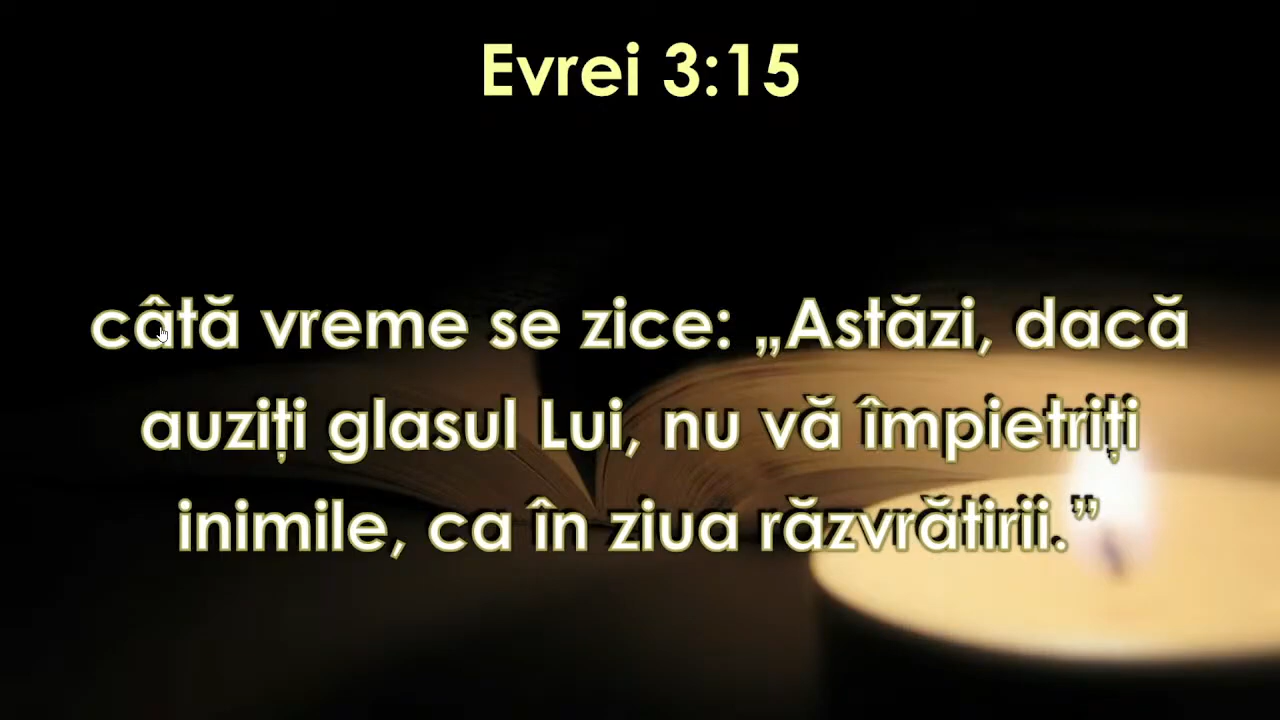 Evrei 3:15
câtă vreme se zice: „Astăzi, dacă
auziți glasul Lui, nu vă împietriți
inimile, ca în ziua răzvrătirii.”